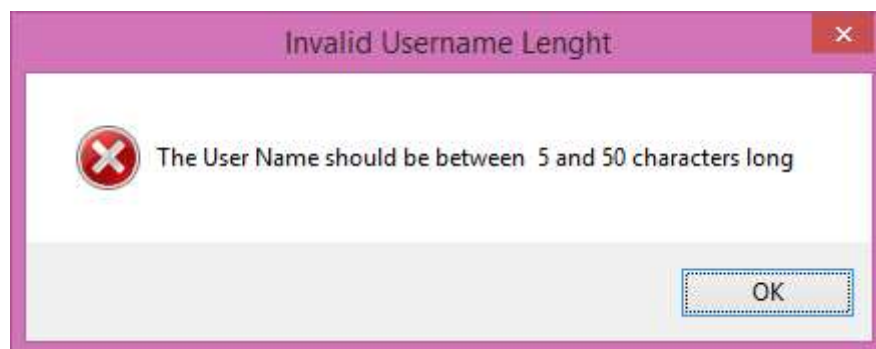 Invalid Username Lenght
The User Name should be between  5 and 50 characters long
OK